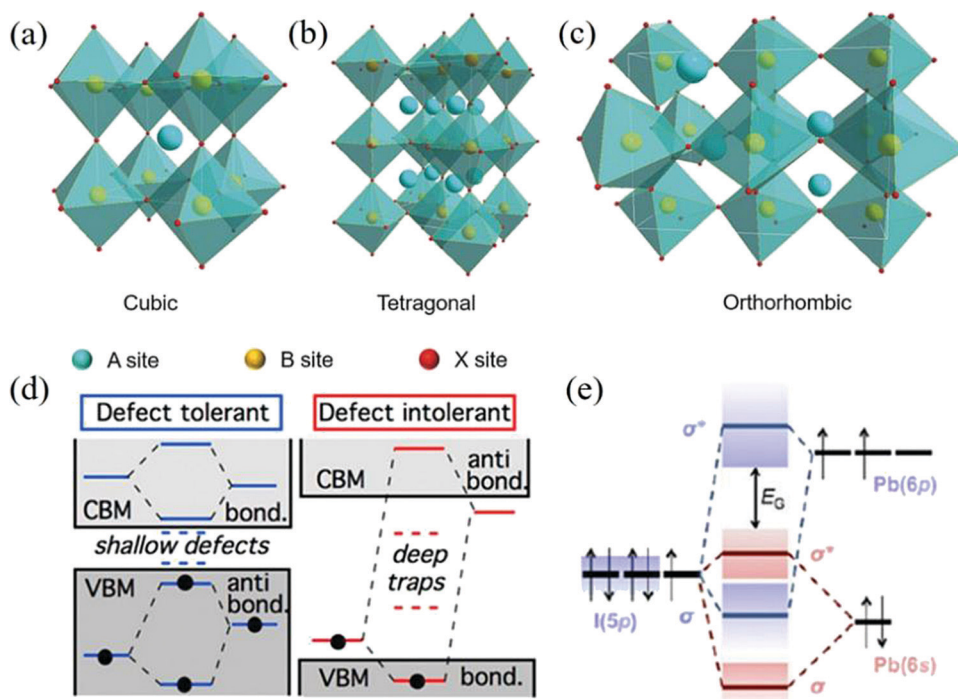 (a)
(b)
(c)
Cubic
Tetragonal
Orthorhombic
A site
B site
X site
(d)
Defect tolerant
Defect intolerant
CBM
bond.
shallow defects
VBM
anti
bond.
CBM
anti
bond.
deep
traps
VBM
bond.
(e)
σ*
Pb(6p)
E_G
σ*
I(5p)
σ
Pb(6s)
σ